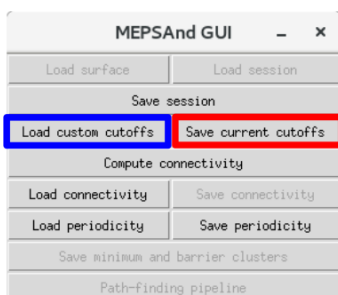 MEPSAnd GUI – ×
Load surface Load session
Save session
Load custom cutoffs Save current cutoffs
Compute connectivity
Load connectivity Save connectivity
Load periodicity Save periodicity
Save minimum and barrier clusters
Path-finding pipeline